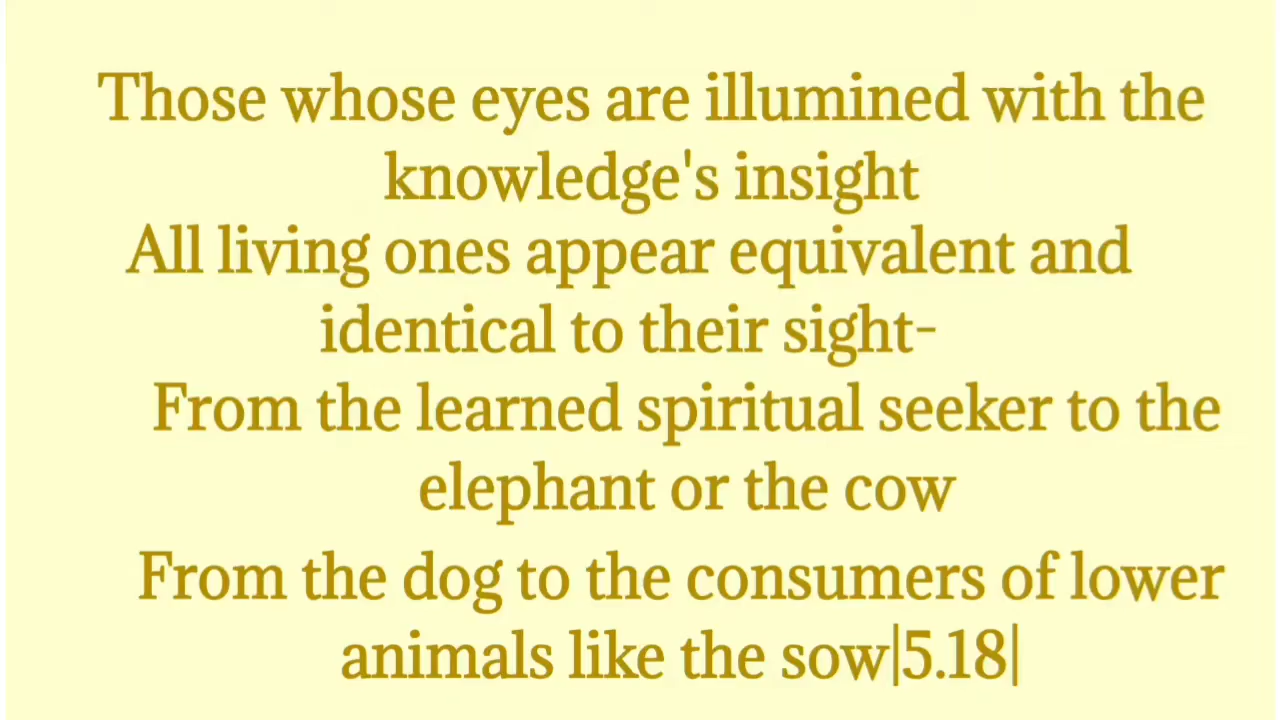 Those whose eyes are illumined with the
knowledge's insight
All living ones appear equivalent and
identical to their sight-
From the learned spiritual seeker to the
elephant or the cow
From the dog to the consumers of lower
animals like the sow|5.18|